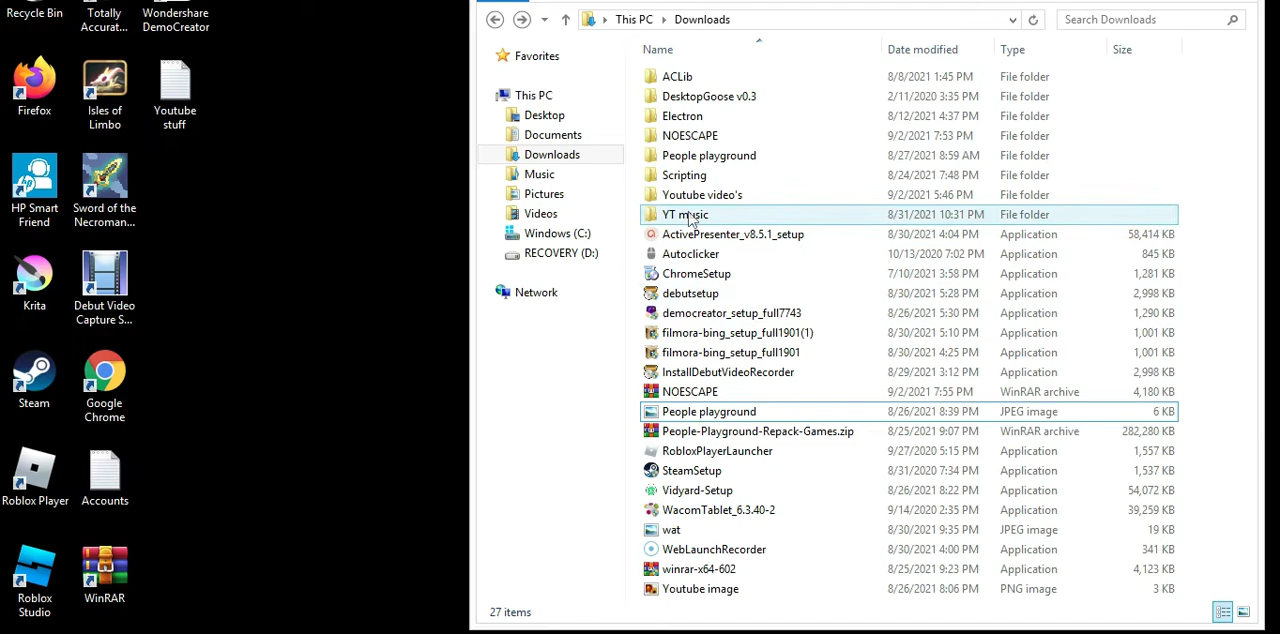 Recycle Bin
Totally
Accurat...
Wondershare
DemoCreator
Firefox
Isles of
Limbo
Youtube
stuff
HP Smart
Friend
Sword of the
Necroman...
Krita
Debut Video
Capture S...
Steam
Google
Chrome
Roblox Player
Accounts
Roblox
Studio
WinRAR
This PC Downloads
Search Downloads
Favorites
This PC
Desktop
Documents
Downloads
Music
Pictures
Videos
Windows (C:)
RECOVERY (D:)
Network
Name Date modified Type Size
ACLib 8/8/2021 1:45 PM File folder
DesktopGoose v0.3 2/11/2020 3:35 PM File folder
Electron 8/12/2021 4:37 PM File folder
NOESCAPE 9/2/2021 7:53 PM File folder
People playground 8/27/2021 8:59 AM File folder
Scripting 8/24/2021 7:48 PM File folder
Youtube video's 9/2/2021 5:46 PM File folder
YT music 8/31/2021 10:31 PM File folder
ActivePresenter_v8.5.1_setup 8/30/2021 4:04 PM Application 58,414 KB
Autoclicker 10/13/2020 7:02 PM Application 845 KB
ChromeSetup 7/10/2021 3:58 PM Application 1,281 KB
debutsetup 8/30/2021 5:28 PM Application 2,998 KB
democreator_setup_full7743 8/26/2021 5:30 PM Application 1,290 KB
filmora-bing_setup_full1901(1) 8/30/2021 5:10 PM Application 1,001 KB
filmora-bing_setup_full1901 8/30/2021 4:25 PM Application 1,001 KB
InstallDebutVideoRecorder 8/29/2021 3:12 PM Application 2,998 KB
NOESCAPE 9/2/2021 7:55 PM WinRAR archive 4,180 KB
People playground 8/26/2021 8:39 PM JPEG image 6 KB
People-Playground-Repack-Games.zip 8/25/2021 9:07 PM WinRAR archive 282,280 KB
RobloxPlayerLauncher 9/27/2020 5:15 PM Application 1,557 KB
SteamSetup 8/31/2020 7:34 PM Application 1,537 KB
Vidyard-Setup 8/26/2021 8:22 PM Application 54,072 KB
WacomTablet_6.3.40-2 9/14/2020 2:35 PM Application 39,259 KB
wat 8/30/2021 9:35 PM JPEG image 19 KB
WebLaunchRecorder 8/30/2021 4:00 PM Application 341 KB
winrar-x64-602 8/25/2021 9:23 PM Application 4,123 KB
Youtube image 8/26/2021 8:06 PM PNG image 3 KB
27 items